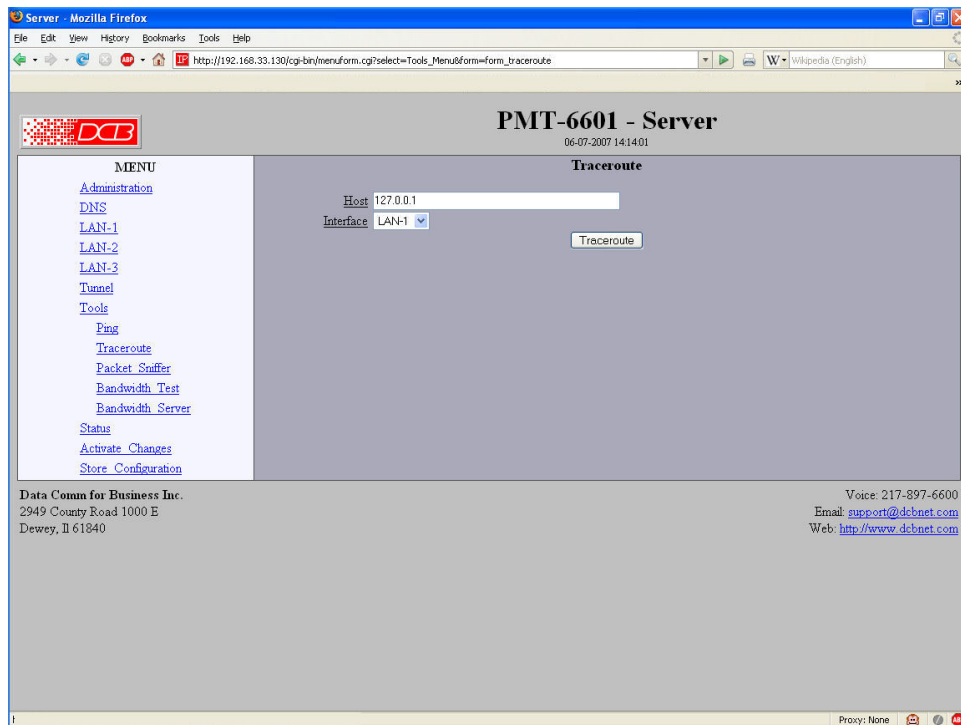 Server - Mozilla Firefox
File Edit View History Bookmarks Tools Help
ABP IP http://192.168.33.130/cgi-bin/menuform.cgi?select=Tools_Menu&form=form_traceroute W Wikipedia (English)
»
DCB
PMT-6601 - Server
06-07-2007 14:14:01
MENU
Administration
DNS
LAN-1
LAN-2
LAN-3
Tunnel
Tools
Ping
Traceroute
Packet Sniffer
Bandwidth Test
Bandwidth Server
Status
Activate Changes
Store Configuration
Traceroute
Host 127.0.0.1
Interface LAN-1
Traceroute
Data Comm for Business Inc.
2949 County Road 1000 E
Dewey, Il 61840
Voice: 217-897-6600
Email: support@dcbnet.com
Web: http://www.dcbnet.com
Proxy: None